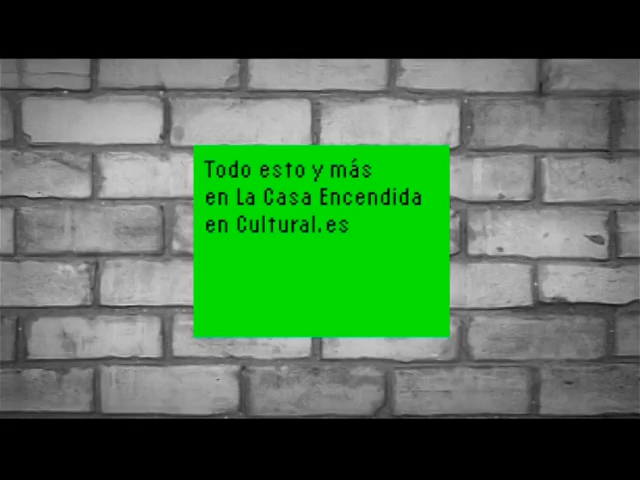 Todo esto y más
en La Casa Encendida
en Cultural.es